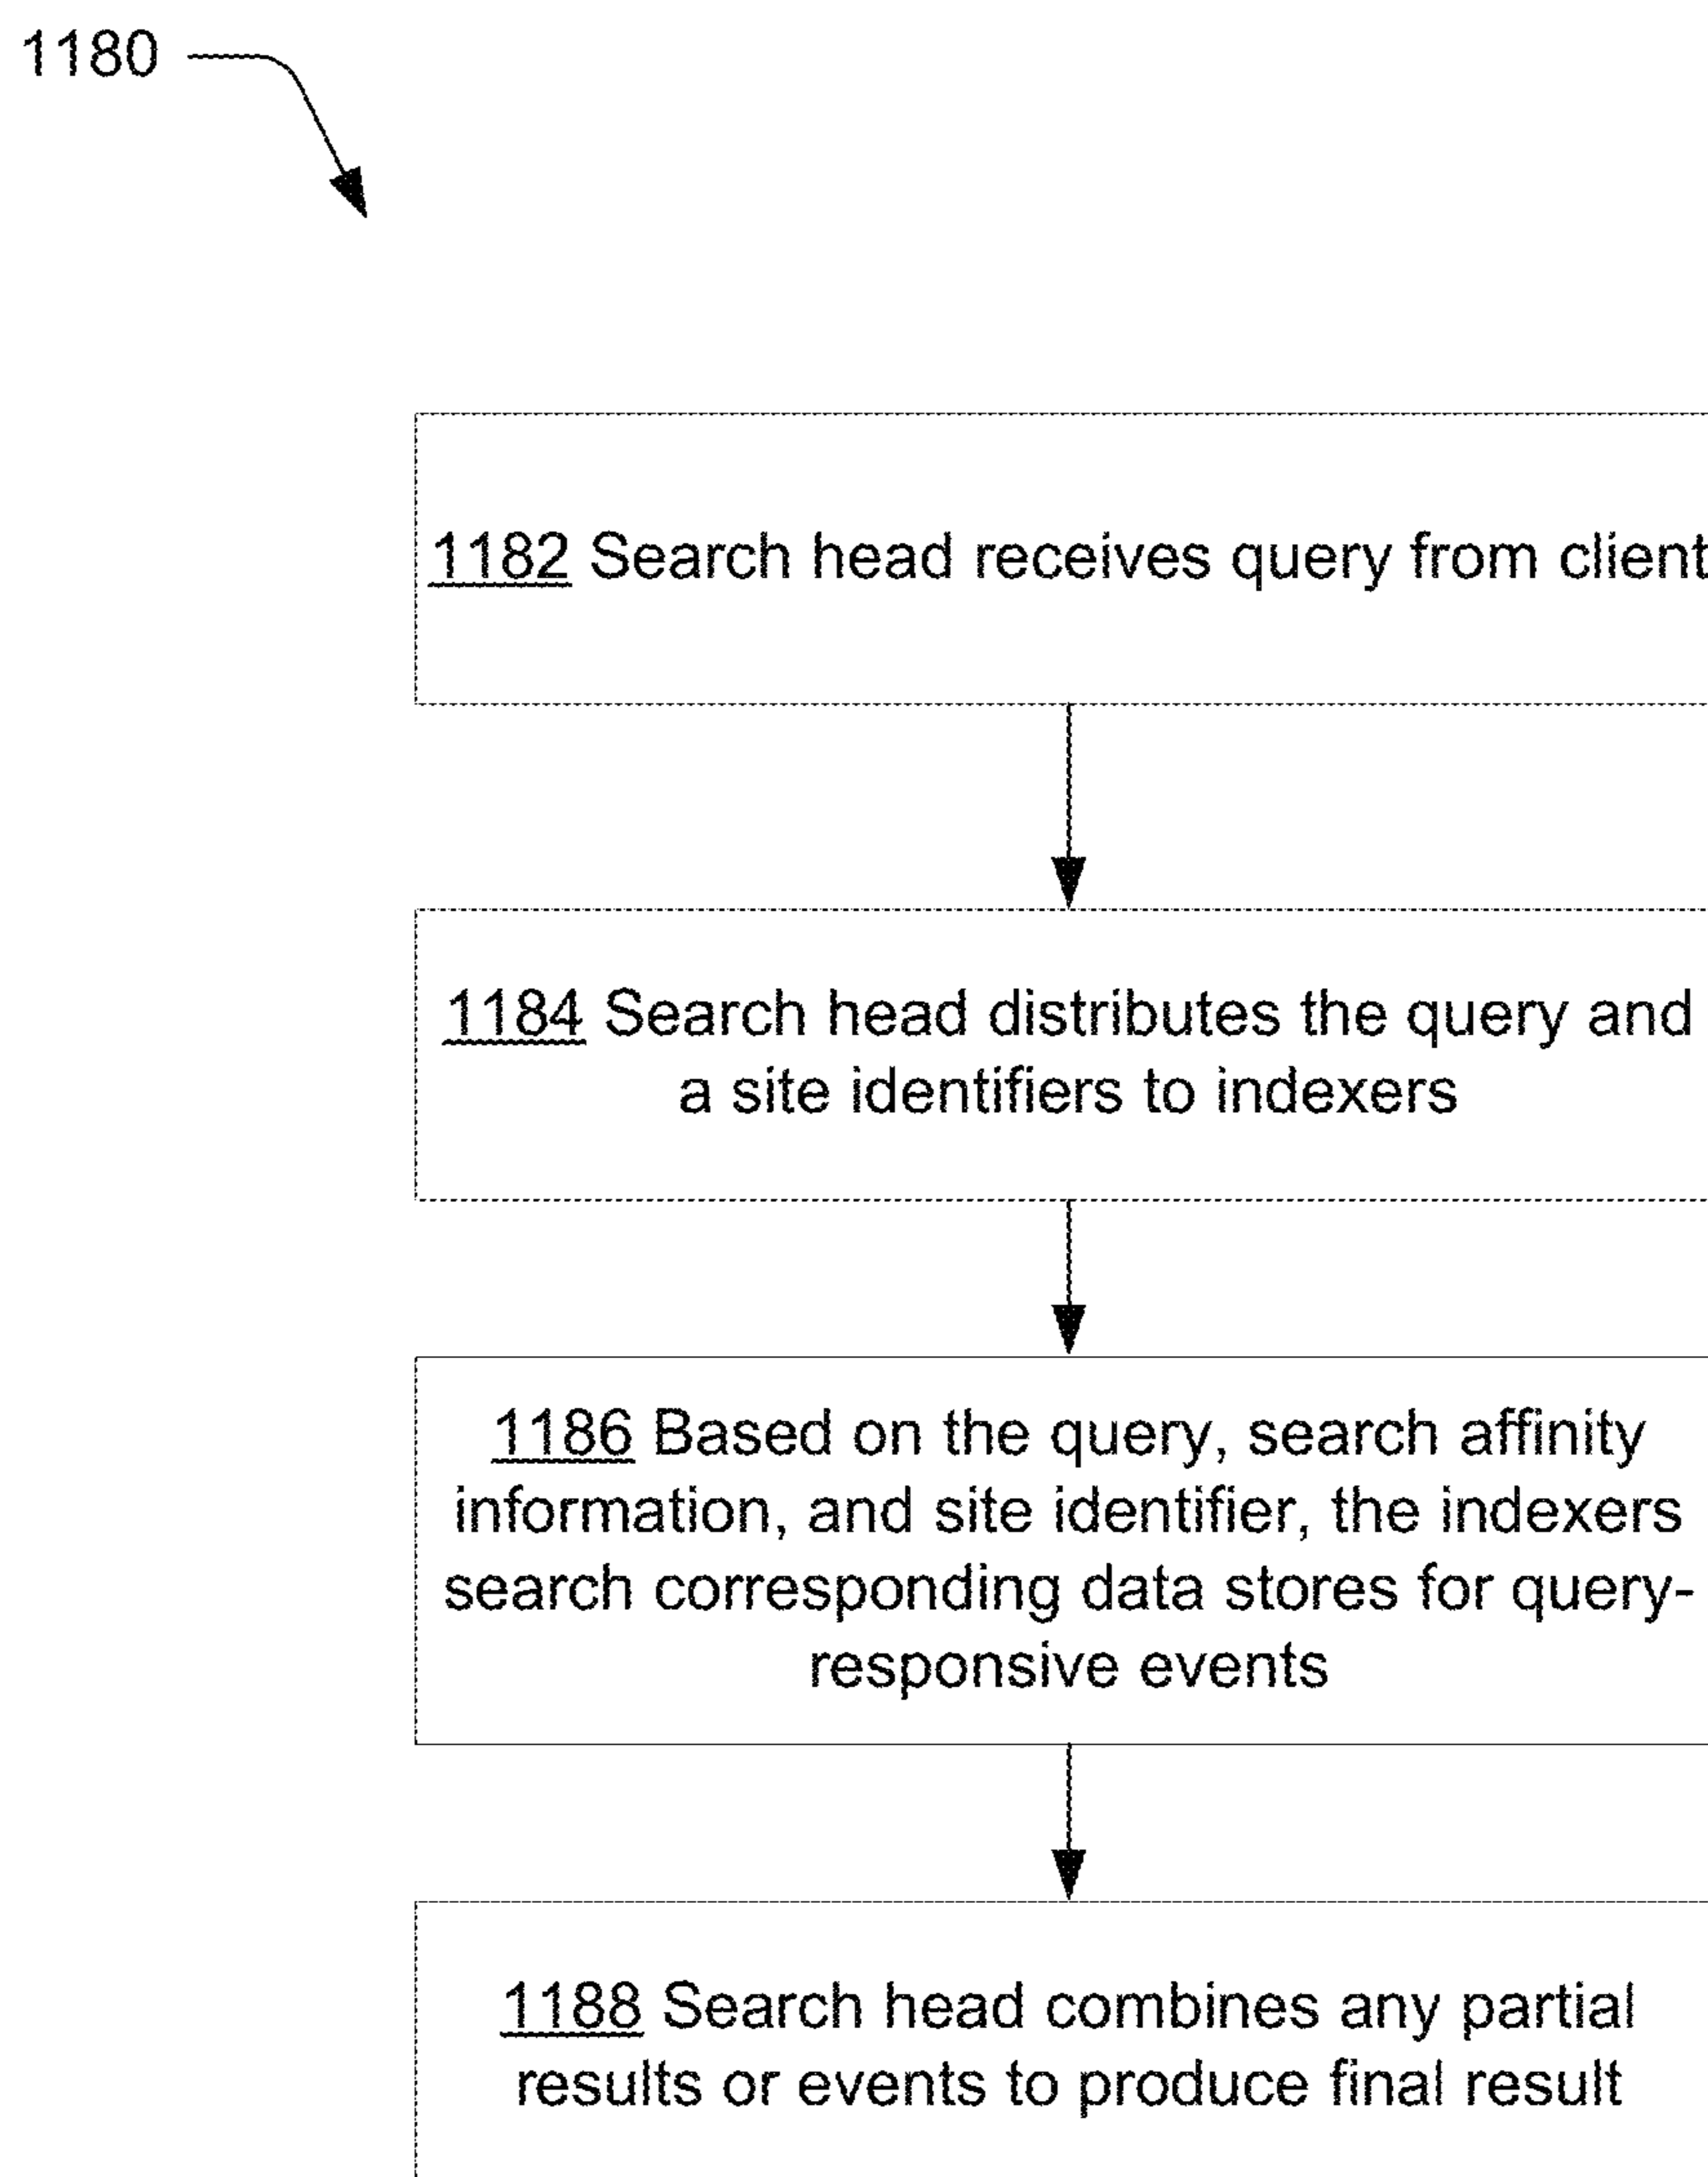 1180
1182 Search head receives query from client
1184 Search head distributes the query and
a site identifiers to indexers
1186 Based on the query, search affinity
information, and site identifier, the indexers
search corresponding data stores for query-
responsive events
1188 Search head combines any partial
results or events to produce final result